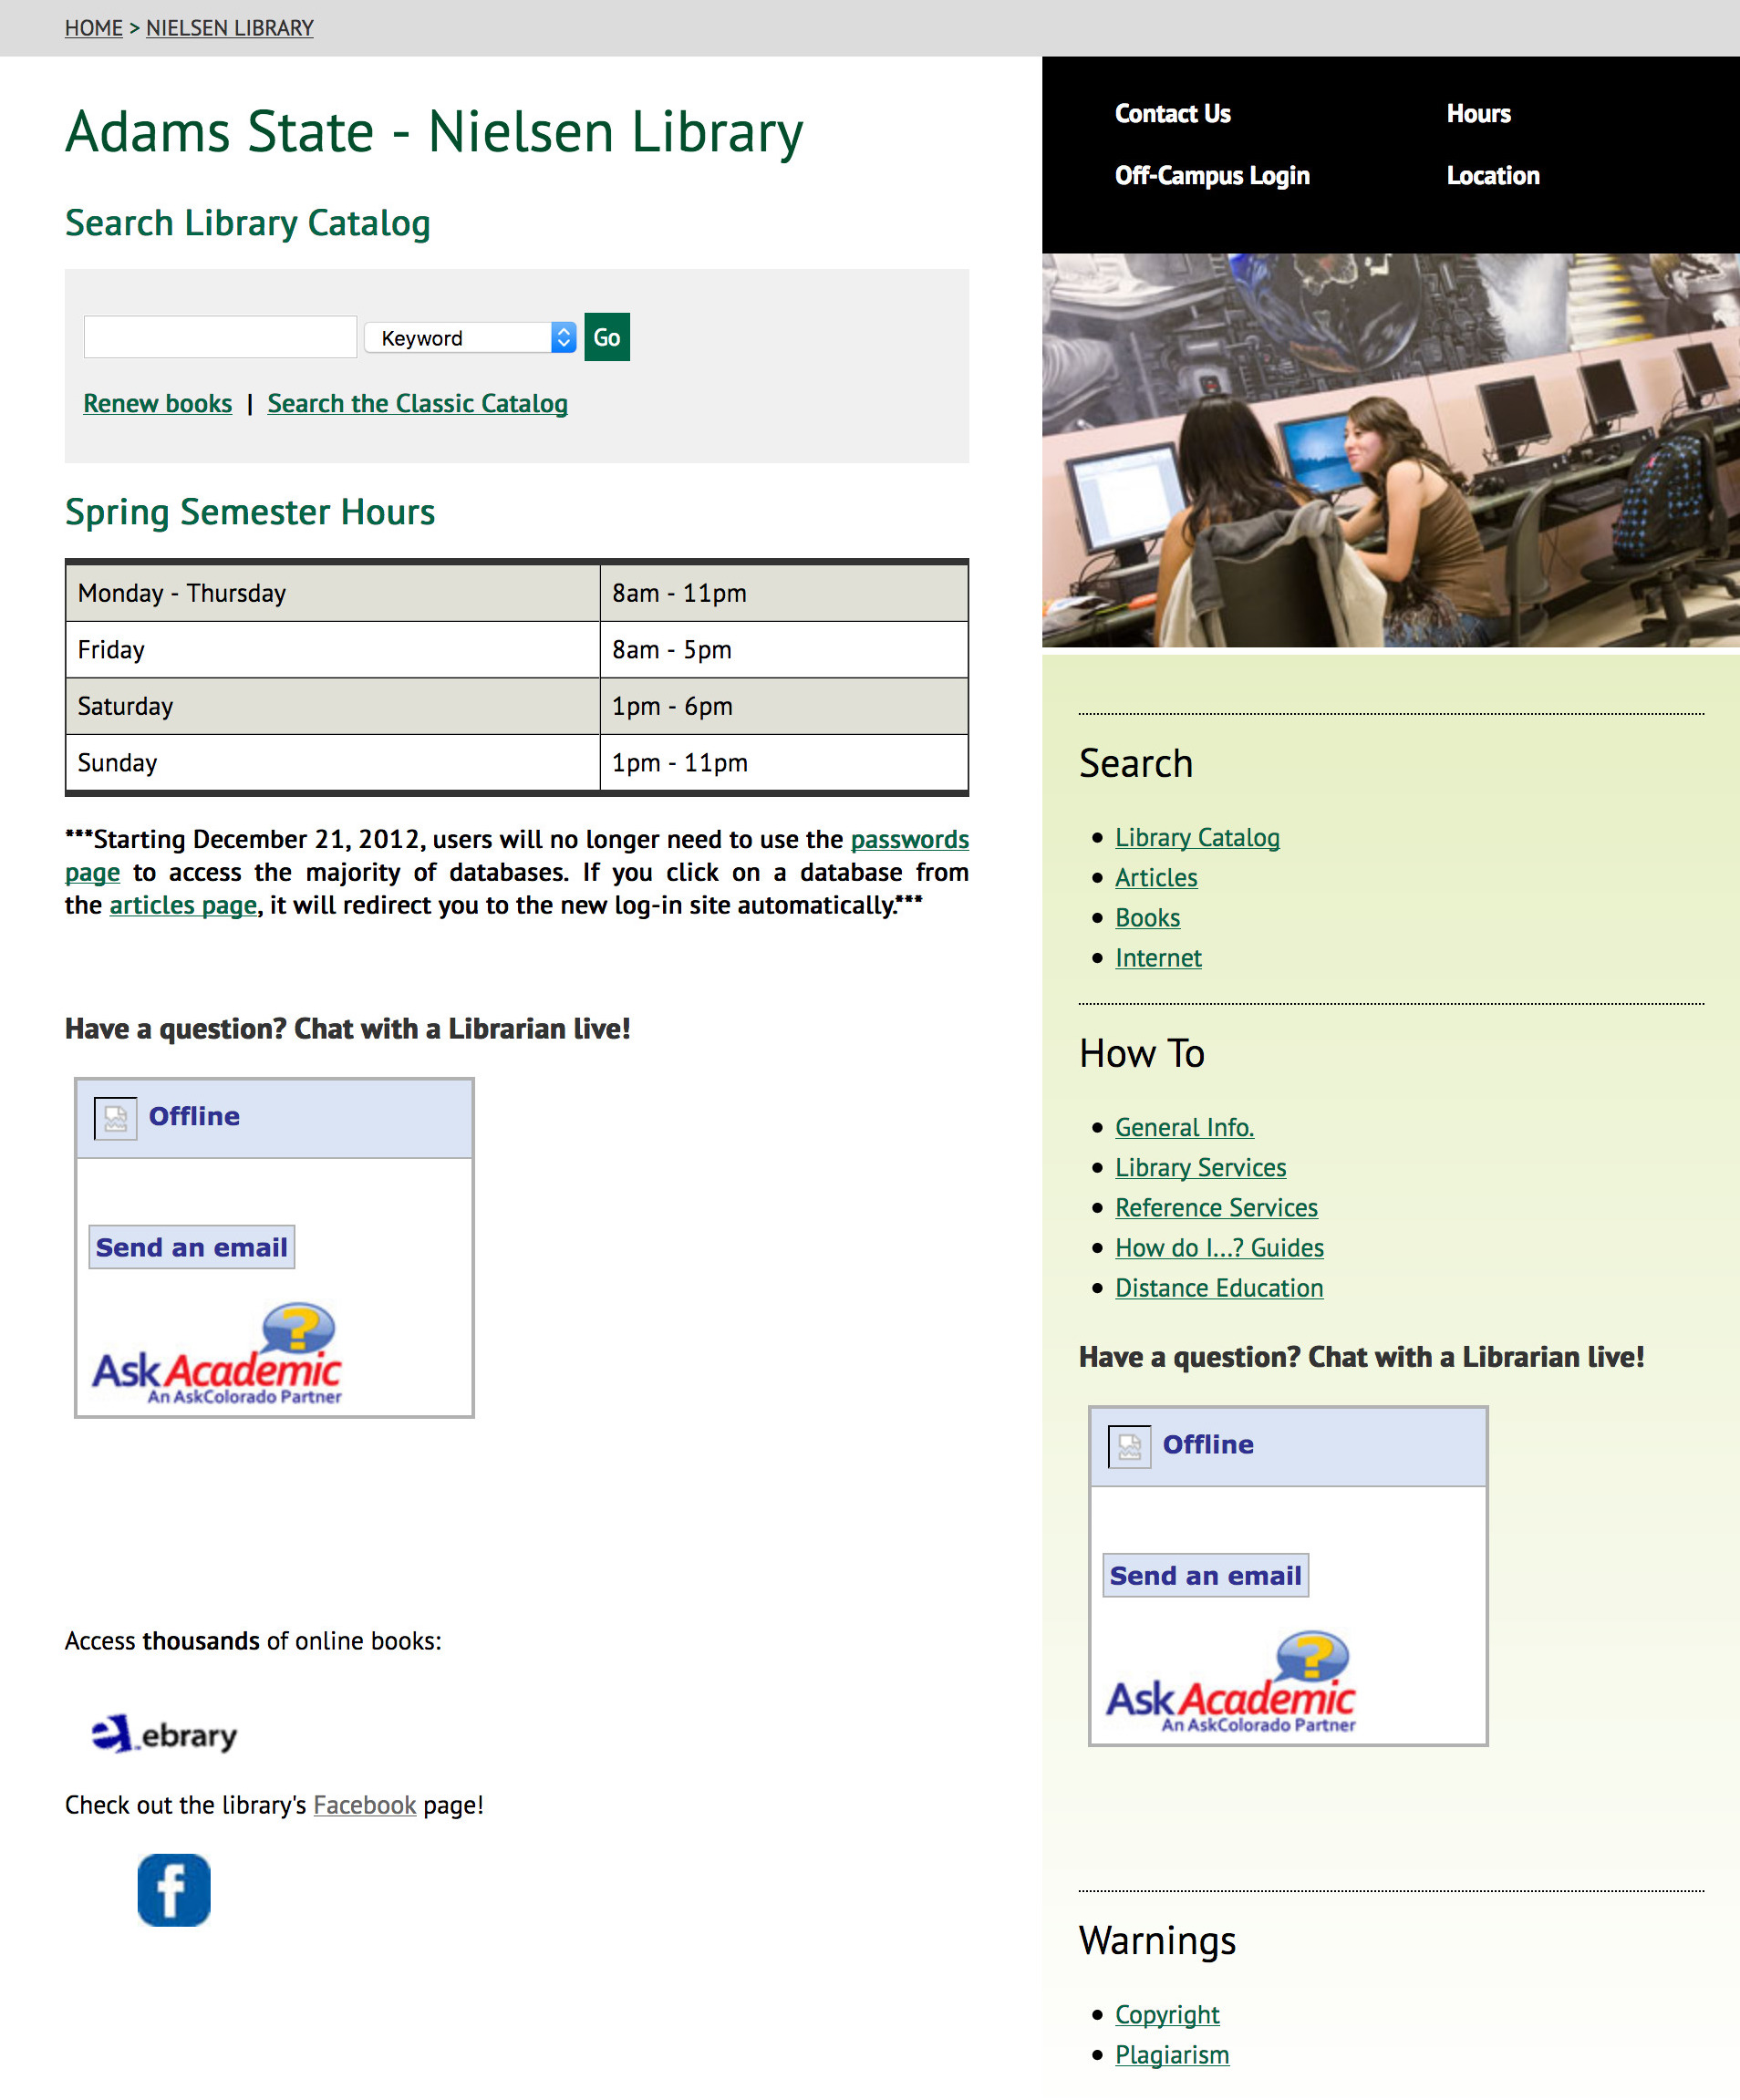 HOME > NIELSEN LIBRARY
Adams State - Nielsen Library
Search Library Catalog
Keyword Go
Renew books | Search the Classic Catalog
Spring Semester Hours
Monday - Thursday 8am - 11pm
Friday 8am - 5pm
Saturday 1pm - 6pm
Sunday 1pm - 11pm
***Starting December 21, 2012, users will no longer need to use the passwords
page to access the majority of databases. If you click on a database from
the articles page, it will redirect you to the new log-in site automatically.***
Have a question? Chat with a Librarian live!
Offline
Send an email
Ask Academic
An AskColorado Partner
Access thousands of online books:
ebrary
Check out the library's Facebook page!
Contact Us Hours
Off-Campus Login Location
Search
Library Catalog
Articles
Books
Internet
How To
General Info.
Library Services
Reference Services
How do I...? Guides
Distance Education
Have a question? Chat with a Librarian live!
Offline
Send an email
Ask Academic
An AskColorado Partner
Warnings
Copyright
Plagiarism